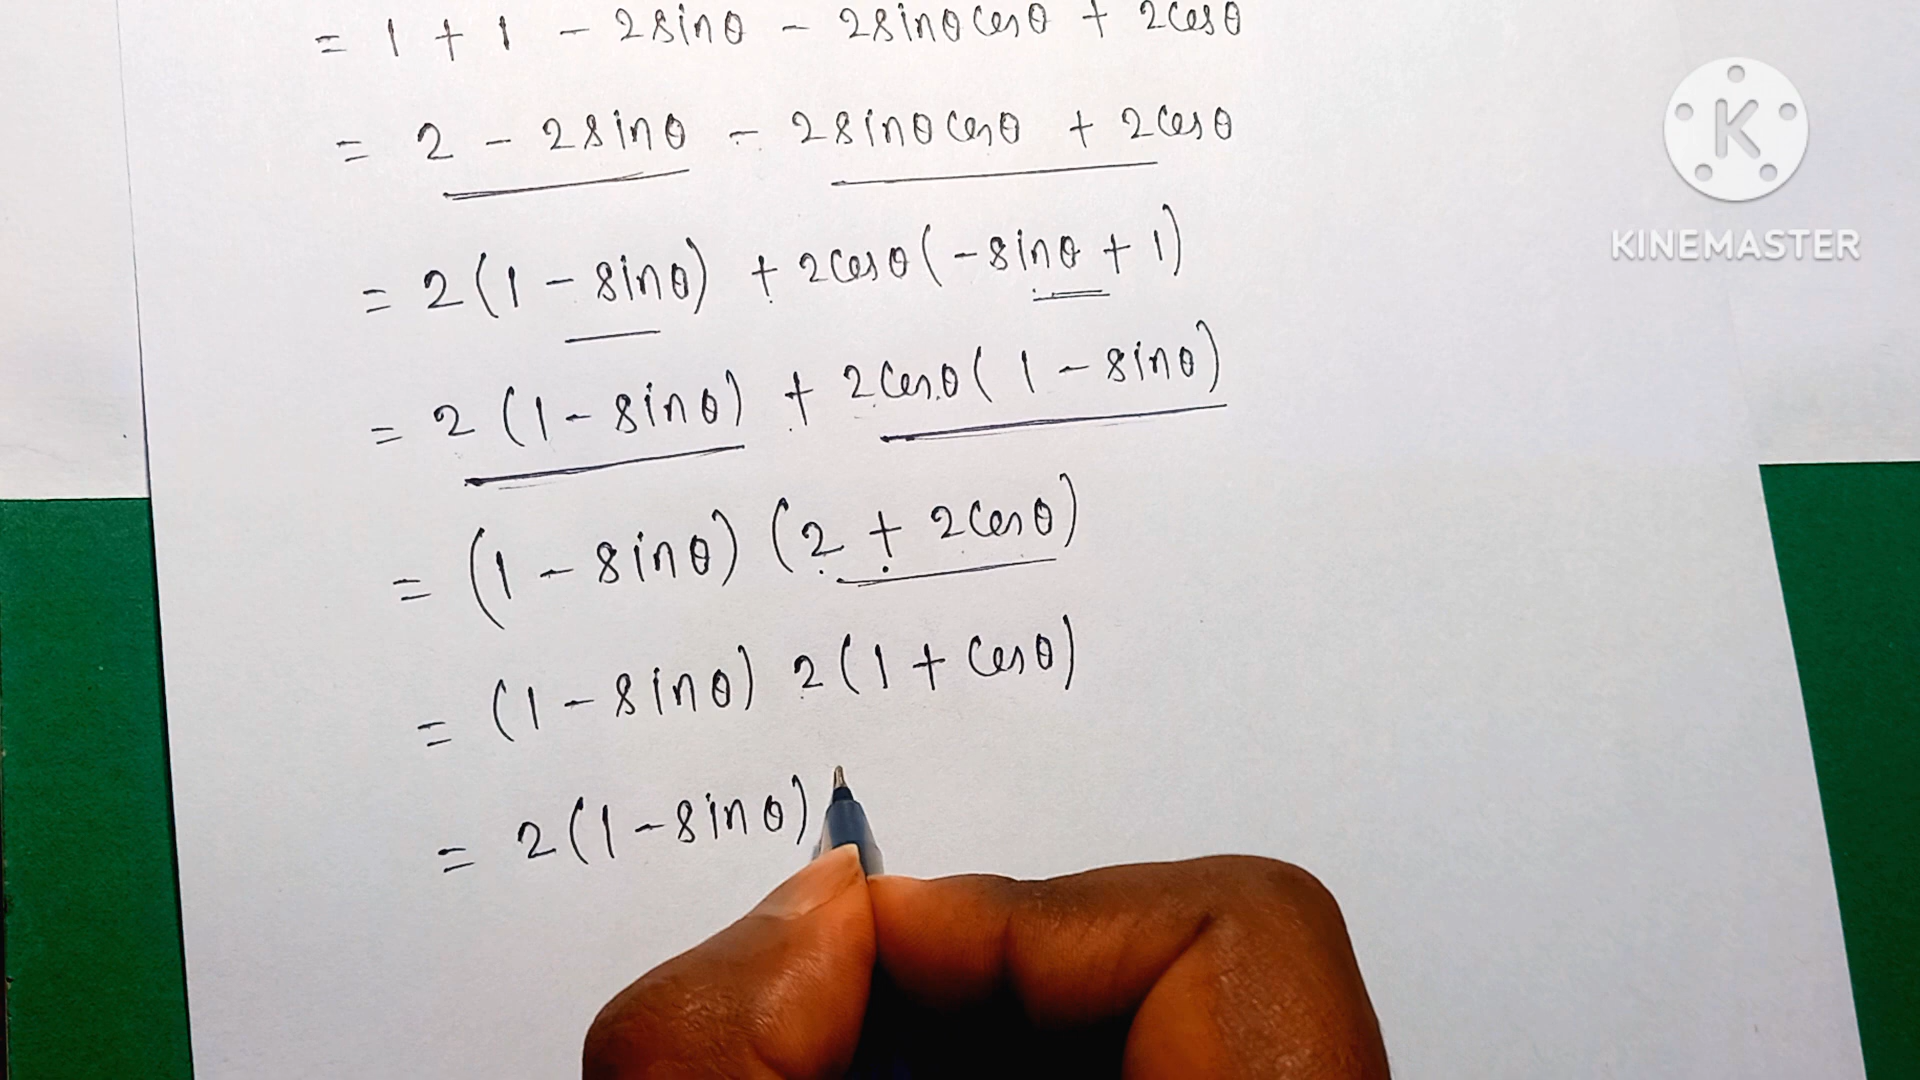 = 1 + 1 - 2sinθ - 2sinθcosθ + 2cosθ
= 2 - 2sinθ - 2sinθcosθ + 2cosθ
= 2(1 - sinθ) + 2cosθ(-sinθ + 1)
= 2(1 - sinθ) + 2cosθ(1 - sinθ)
= (1 - sinθ)(2 + 2cosθ)
= (1 - sinθ) 2(1 + cosθ)
= 2(1 - sinθ)
K
KINEMASTER